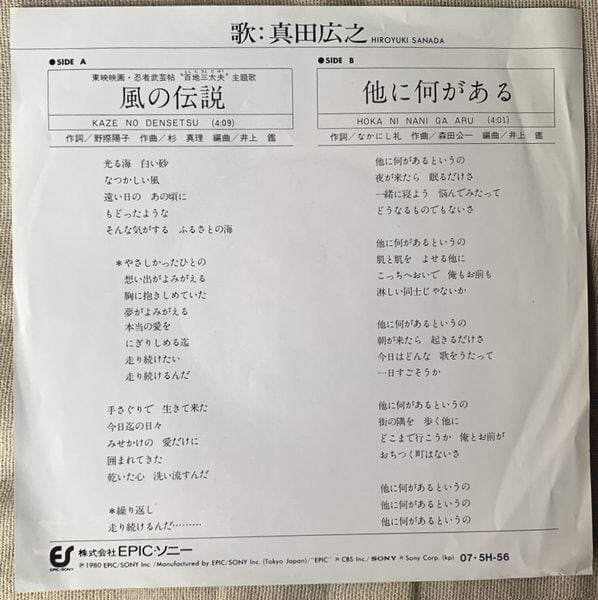 歌：真田広之 HIROYUKI SANADA
●SIDE A
東映映画・忍者武芸帖 "百地三太夫" 主題歌
風の伝説
KAZE NO DENSETSU (4:09)
作詞／野際陽子 作曲／杉 真理 編曲／井上 鑑
光る海 白い砂
なつかしい風
遠い日の あの頃に
もどったような
そんな気がする ふるさとの海
＊やさしかったひとの
想い出がよみがえる
胸に抱きしめていた
夢がよみがえる
本当の愛を
にぎりしめる迄
走り続けたい
走り続けるんだ
手さぐりで 生きて来た
今日迄の日々
みせかけの 愛だけに
囲まれてきた
乾いた心 洗い流すんだ
＊繰り返し
走り続けるんだ………
●SIDE B
他に何がある
HOKA NI NANI GA ARU (4:01)
作詞／なかにし礼 作曲／森田公一 編曲／井上 鑑
他に何があるというの
夜が来たら 眠るだけさ
一緒に寝よう 悩んでみたって
どうなるものでもないさ
他に何があるというの
肌と肌を よせる他に
こっちへおいで 俺もお前も
淋しい同士じゃないか
他に何があるというの
朝が来たら 起きるだけさ
今日はどんな 歌をうたって
一日すごそうか
他に何があるというの
街の隅を 歩く他に
どこまで行こうか 俺とお前が
おちつく町はないさ
他に何があるというの
他に何があるというの
他に何があるというの
ES EPIC・SONY 株式会社EPIC・ソニー
℗1980 EPIC/SONY Inc./Manufactured by EPIC/SONY Inc. (Tokyo Japan)/"EPIC" × CBS Inc./SONY × Sony Corp. (kp) 07・5H-56